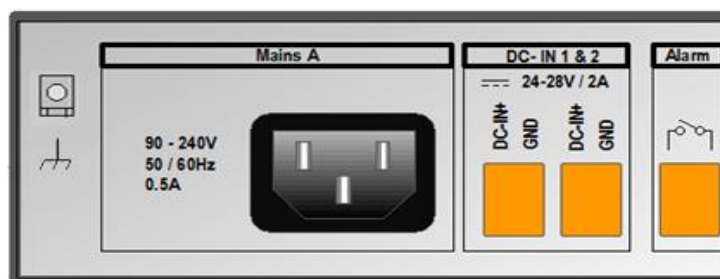 Mains A
90 - 240V
50 / 60Hz
0.5A
DC- IN 1 & 2
24-28V / 2A
DC-IN+
GND
DC-IN+
GND
Alarm